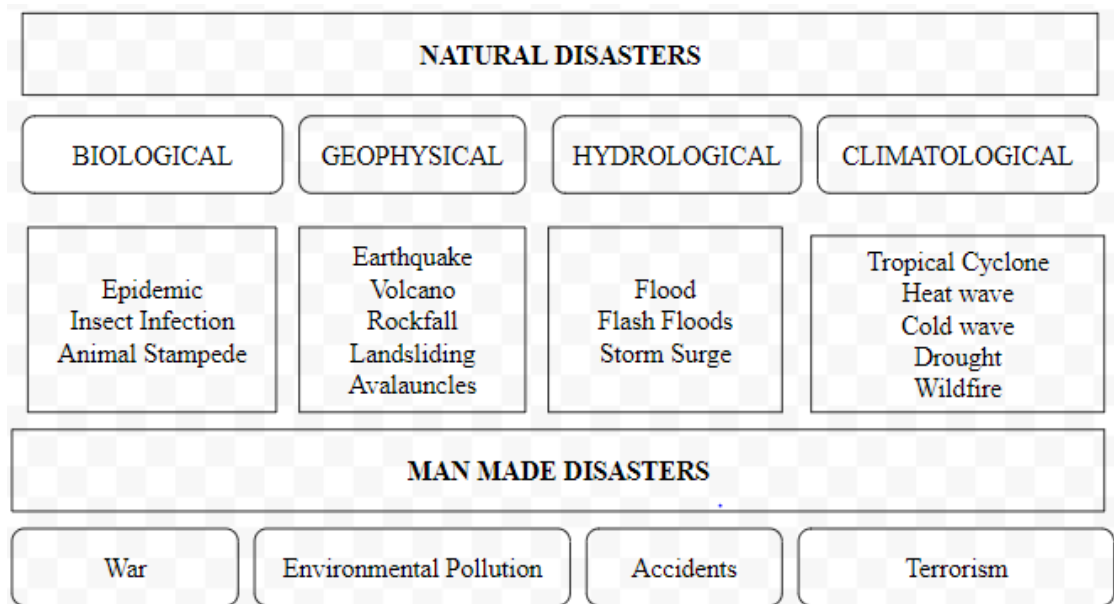 NATURAL DISASTERS
BIOLOGICAL
GEOPHYSICAL
HYDROLOGICAL
CLIMATOLOGICAL
Epidemic
Insect Infection
Animal Stampede
Earthquake
Volcano
Rockfall
Landsliding
Avalauncles
Flood
Flash Floods
Storm Surge
Tropical Cyclone
Heat wave
Cold wave
Drought
Wildfire
MAN MADE DISASTERS
War
Environmental Pollution
Accidents
Terrorism